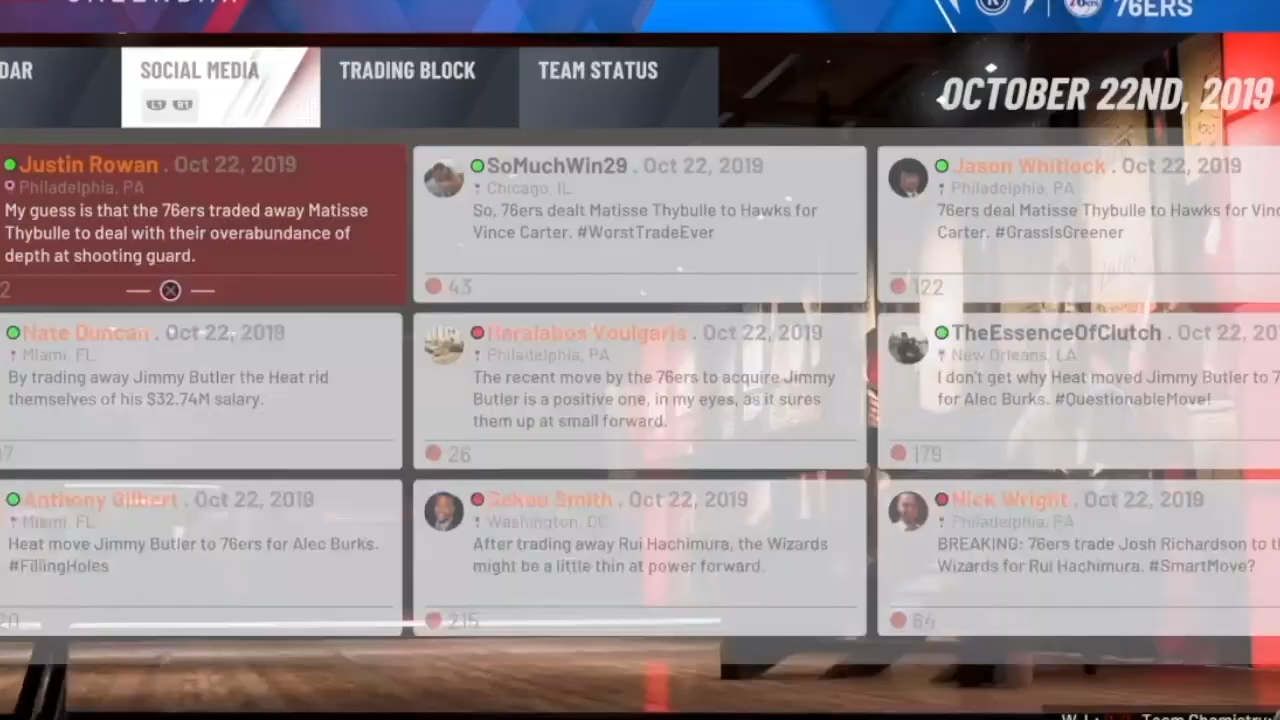 76ERS
DAR
SOCIAL MEDIA
TRADING BLOCK
TEAM STATUS
L1 R1
OCTOBER 22ND, 2019
Justin Rowan . Oct 22, 2019
Philadelphia, PA
My guess is that the 76ers traded away Matisse
Thybulle to deal with their overabundance of
depth at shooting guard.
2
SoMuchWin29 . Oct 22, 2019
Chicago, IL
So, 76ers dealt Matisse Thybulle to Hawks for
Vince Carter. #WorstTradeEver
43
Jason Whitlock . Oct 22, 2019
Philadelphia, PA
76ers deal Matisse Thybulle to Hawks for Vinc
Carter. #GrassIsGreener
122
Nate Duncan . Oct 22, 2019
Miami, FL
By trading away Jimmy Butler the Heat rid
themselves of his $32.74M salary.
Haralabos Voulgaris . Oct 22, 2019
Philadelphia, PA
The recent move by the 76ers to acquire Jimmy
Butler is a positive one, in my eyes, as it sures
them up at small forward.
26
TheEssenceOfClutch . Oct 22, 20
New Orleans, LA
I don't get why Heat moved Jimmy Butler to 7
for Alec Burks. #QuestionableMove!
179
Anthony Gilbert . Oct 22, 2019
Miami, FL
Heat move Jimmy Butler to 76ers for Alec Burks.
#FillingHoles
20
Sekou Smith . Oct 22, 2019
Washington, DC
After trading away Rui Hachimura, the Wizards
might be a little thin at power forward.
215
Nick Wright . Oct 22, 2019
Philadelphia, PA
BREAKING: 76ers trade Josh Richardson to th
Wizards for Rui Hachimura. #SmartMove?
64
Team Chemistry